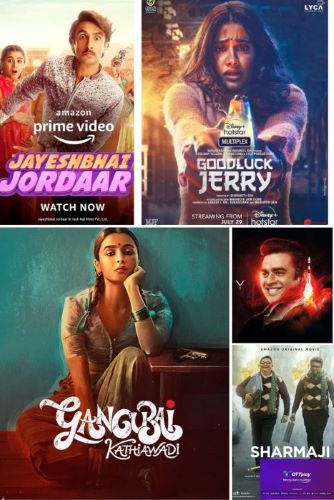 amazon
prime video
JAYESHBHAI
JORDAAR
WATCH NOW
LYCA
Disney+
hotstar
MULTIPLEX
GOODLUCK
JERRY
STREAMING FROM
JULY 29
Disney+
hotstar
GANGUBAI
KATHIAWADI
Y
AMAZON ORIGINAL MOVIE
SHARMAJI
OTTplay